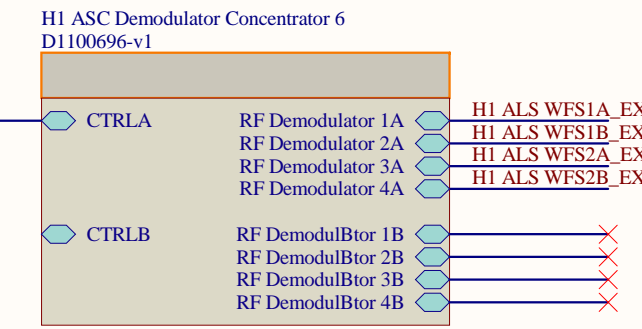 H1 ASC Demodulator Concentrator 6
D1100696-v1
CTRLA
RF Demodulator 1A
H1 ALS WFS1A_EX
RF Demodulator 2A
H1 ALS WFS1B_EX
RF Demodulator 3A
H1 ALS WFS2A_EX
RF Demodulator 4A
H1 ALS WFS2B_EX
CTRLB
RF DemodulBtor 1B
RF DemodulBtor 2B
RF DemodulBtor 3B
RF DemodulBtor 4B